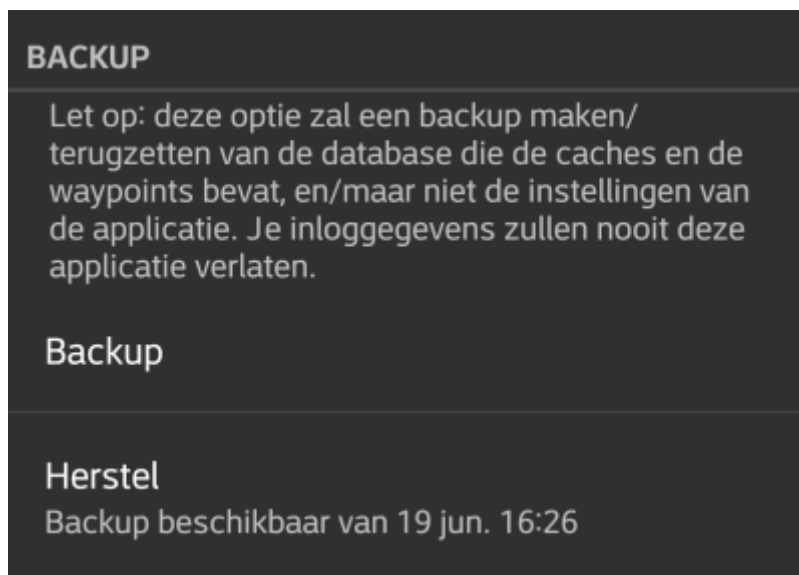 BACKUP
Let op: deze optie zal een backup maken/
terugzetten van de database die de caches en de
waypoints bevat, en/maar niet de instellingen van
de applicatie. Je inloggegevens zullen nooit deze
applicatie verlaten.
Backup
Herstel
Backup beschikbaar van 19 jun. 16:26